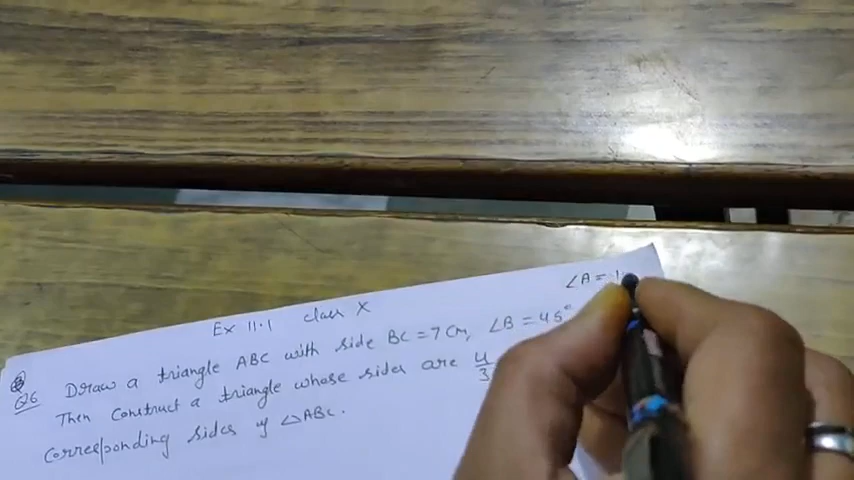 Ex 11.1 class X
∠A = 1
Q6 Draw a triangle ABC with side BC = 7 Cm, ∠B = 45°
Then construct a triangle whose sides are 4/3
Corresponding sides of △ABC.